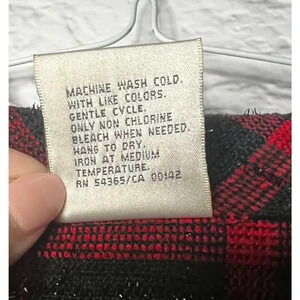 MACHINE WASH COLD.
WITH LIKE COLORS.
GENTLE CYCLE.
ONLY NON CHLORINE
BLEACH WHEN NEEDED.
HANG TO DRY.
IRON AT MEDIUM
TEMPERATURE.
RN 54365/CA 00142